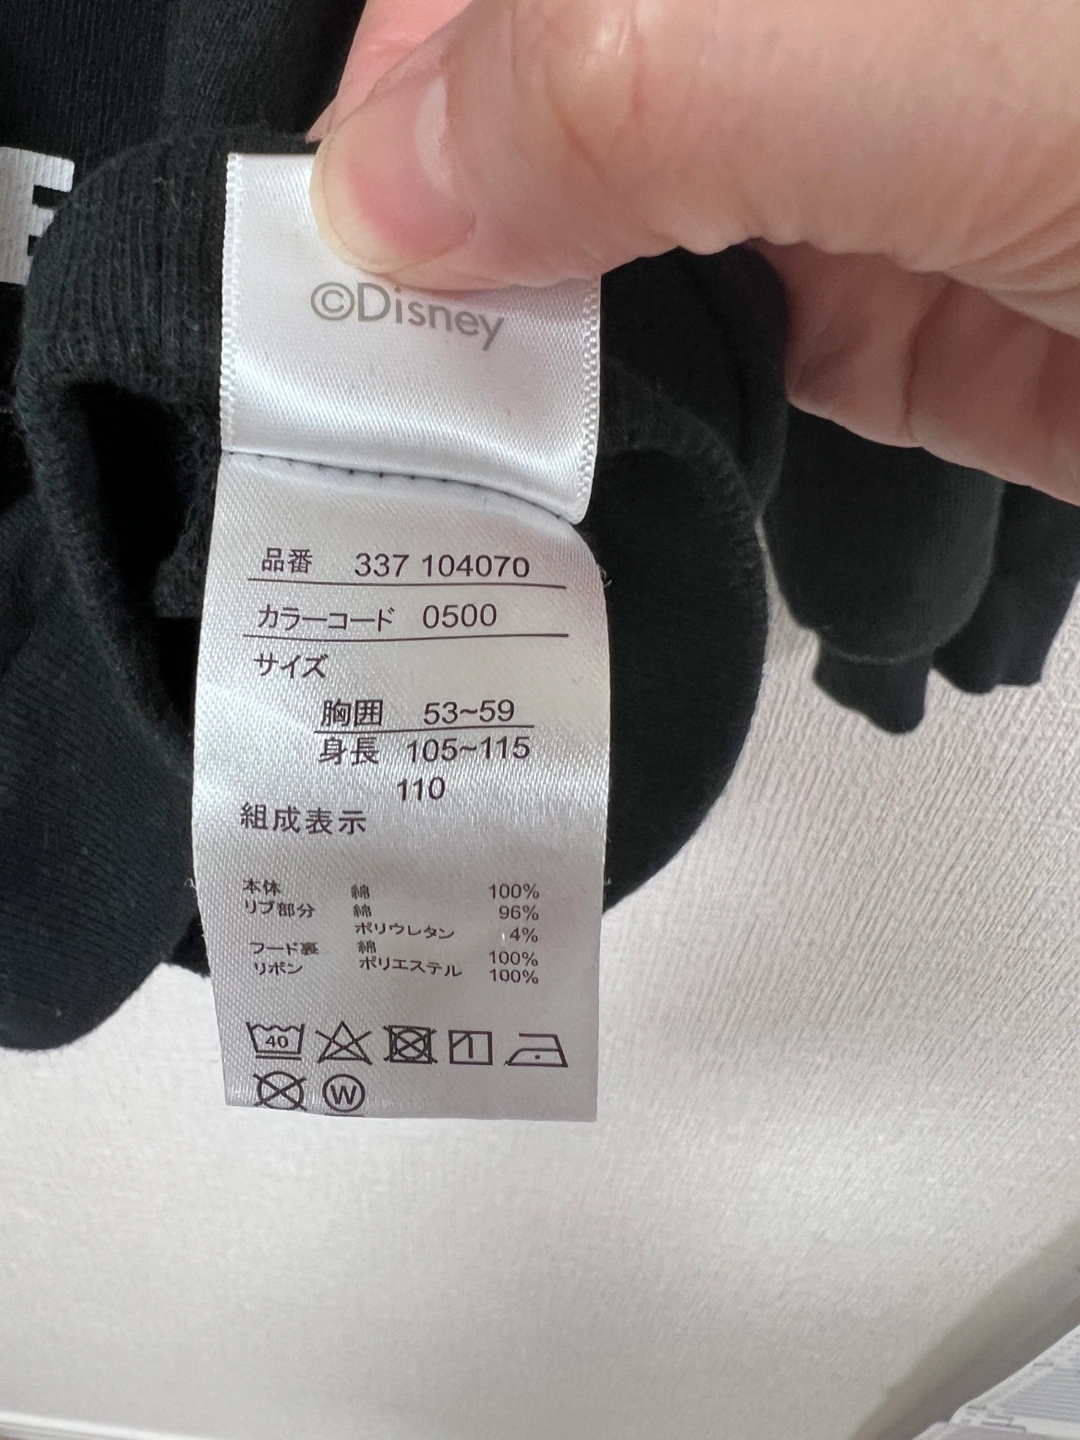 ©Disney
品番 337 104070
カラーコード 0500
サイズ
胸囲 53~59
身長 105~115
110
組成表示
本体 綿 100%
リブ部分 綿 96%
ポリウレタン 4%
フード裏 綿 100%
リボン ポリエステル 100%
40
W